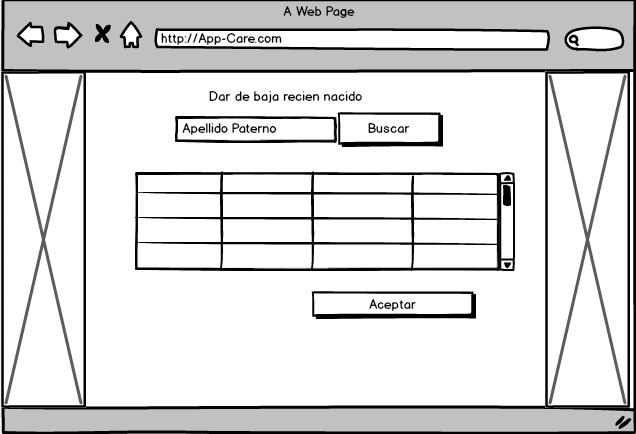 A Web Page
http://App-Care.com
Dar de baja recien nacido
Apellido Paterno
Buscar
Aceptar